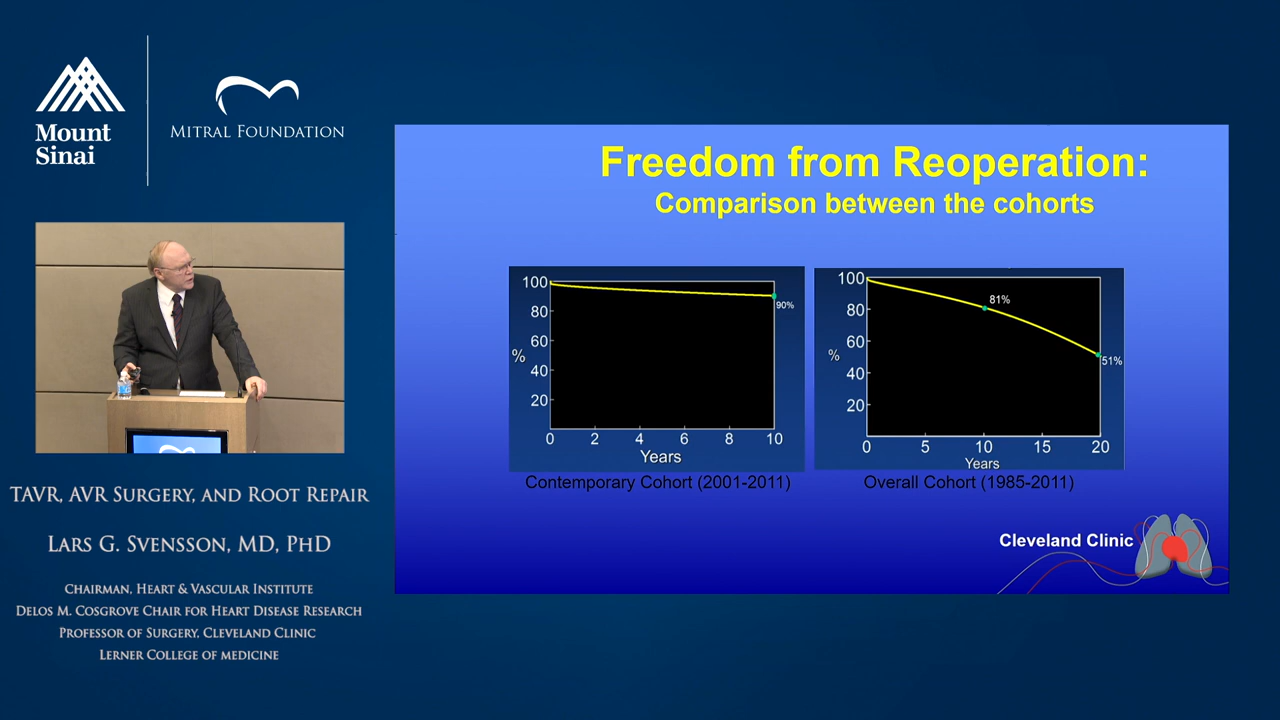 Mount
Sinai
MITRAL FOUNDATION
TAVR, AVR SURGERY, AND ROOT REPAIR
LARS G. SVENSSON, MD, PHD
CHAIRMAN, HEART & VASCULAR INSTITUTE
DELOS M. COSGROVE CHAIR FOR HEART DISEASE RESEARCH
PROFESSOR OF SURGERY, CLEVELAND CLINIC
LERNER COLLEGE OF MEDICINE
Freedom from Reoperation:
Comparison between the cohorts
100
80
60
%
40
20
90%
0 2 4 6 8 10
Years
Contemporary Cohort (2001-2011)
100
80
60
%
40
20
81%
51%
0 5 10 15 20
Years
Overall Cohort (1985-2011)
Cleveland Clinic